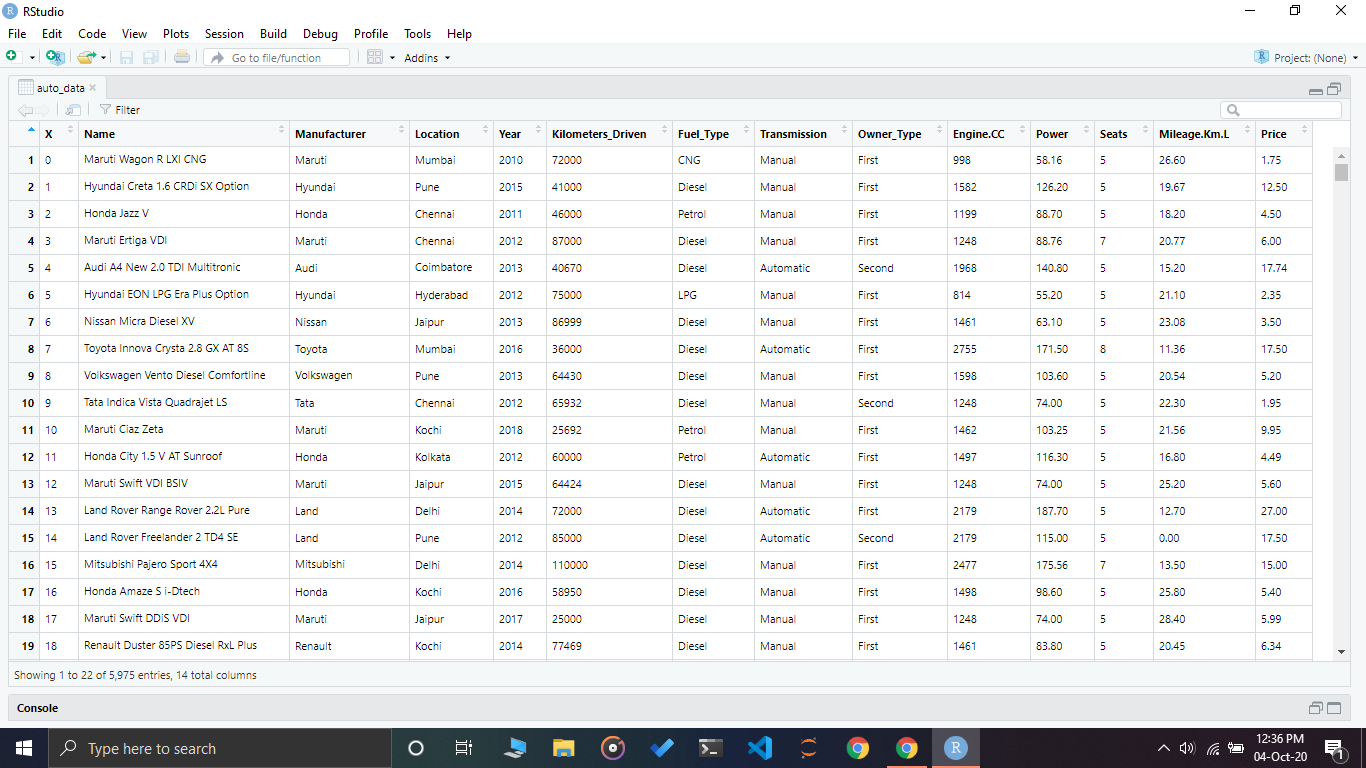 RStudio
File Edit Code View Plots Session Build Debug Profile Tools Help
Go to file/function Addins Project: (None)
auto_data
Filter
X Name Manufacturer Location Year Kilometers_Driven Fuel_Type Transmission Owner_Type Engine.CC Power Seats Mileage.Km.L Price
1 0 Maruti Wagon R LXI CNG Maruti Mumbai 2010 72000 CNG Manual First 998 58.16 5 26.60 1.75
2 1 Hyundai Creta 1.6 CRDi SX Option Hyundai Pune 2015 41000 Diesel Manual First 1582 126.20 5 19.67 12.50
3 2 Honda Jazz V Honda Chennai 2011 46000 Petrol Manual First 1199 88.70 5 18.20 4.50
4 3 Maruti Ertiga VDI Maruti Chennai 2012 87000 Diesel Manual First 1248 88.76 7 20.77 6.00
5 4 Audi A4 New 2.0 TDI Multitronic Audi Coimbatore 2013 40670 Diesel Automatic Second 1968 140.80 5 15.20 17.74
6 5 Hyundai EON LPG Era Plus Option Hyundai Hyderabad 2012 75000 LPG Manual First 814 55.20 5 21.10 2.35
7 6 Nissan Micra Diesel XV Nissan Jaipur 2013 86999 Diesel Manual First 1461 63.10 5 23.08 3.50
8 7 Toyota Innova Crysta 2.8 GX AT 8S Toyota Mumbai 2016 36000 Diesel Automatic First 2755 171.50 8 11.36 17.50
9 8 Volkswagen Vento Diesel Comfortline Volkswagen Pune 2013 64430 Diesel Manual First 1598 103.60 5 20.54 5.20
10 9 Tata Indica Vista Quadrajet LS Tata Chennai 2012 65932 Diesel Manual Second 1248 74.00 5 22.30 1.95
11 10 Maruti Ciaz Zeta Maruti Kochi 2018 25692 Petrol Manual First 1462 103.25 5 21.56 9.95
12 11 Honda City 1.5 V AT Sunroof Honda Kolkata 2012 60000 Petrol Automatic First 1497 116.30 5 16.80 4.49
13 12 Maruti Swift VDI BSIV Maruti Jaipur 2015 64424 Diesel Manual First 1248 74.00 5 25.20 5.60
14 13 Land Rover Range Rover 2.2L Pure Land Delhi 2014 72000 Diesel Automatic First 2179 187.70 5 12.70 27.00
15 14 Land Rover Freelander 2 TD4 SE Land Pune 2012 85000 Diesel Automatic Second 2179 115.00 5 0.00 17.50
16 15 Mitsubishi Pajero Sport 4X4 Mitsubishi Delhi 2014 110000 Diesel Manual First 2477 175.56 7 13.50 15.00
17 16 Honda Amaze S i-Dtech Honda Kochi 2016 58950 Diesel Manual First 1498 98.60 5 25.80 5.40
18 17 Maruti Swift DDiS VDI Maruti Jaipur 2017 25000 Diesel Manual First 1248 74.00 5 28.40 5.99
19 18 Renault Duster 85PS Diesel RxL Plus Renault Kochi 2014 77469 Diesel Manual First 1461 83.80 5 20.45 6.34
Showing 1 to 22 of 5,975 entries, 14 total columns
Console
Type here to search
12:36 PM
04-Oct-20
1